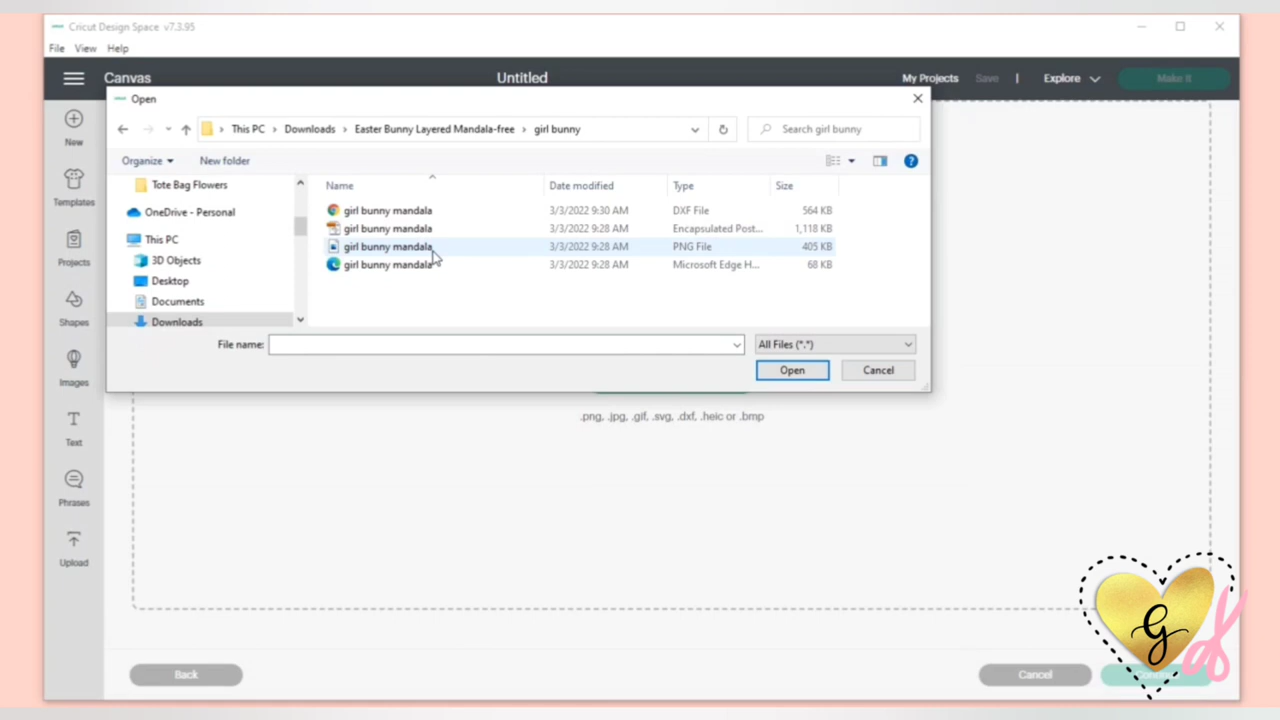 Cricut Design Space v7.3.95
File View Help
Canvas Untitled My Projects Save | Explore Make It
Open
This PC > Downloads > Easter Bunny Layered Mandala-free > girl bunny Search girl bunny
Organize New folder
Name Date modified Type Size
girl bunny mandala 3/3/2022 9:30 AM DXF File 564 KB
girl bunny mandala 3/3/2022 9:28 AM Encapsulated Post... 1,118 KB
girl bunny mandala 3/3/2022 9:28 AM PNG File 405 KB
girl bunny mandala 3/3/2022 9:28 AM Microsoft Edge H... 68 KB
Tote Bag Flowers
OneDrive - Personal
This PC
3D Objects
Desktop
Documents
Downloads
File name: All Files (*.*)
Open Cancel
New
Templates
Projects
Shapes
Images
Text
Phrases
Upload
.png, .jpg, .gif, .svg, .dxf, .heic or .bmp
Back Cancel
G